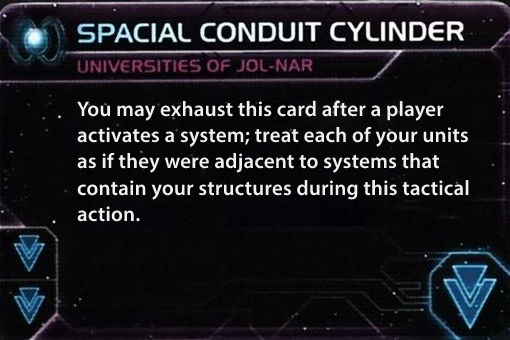 SPACIAL CONDUIT CYLINDER
UNIVERSITIES OF JOL-NAR
You may exhaust this card after a player
activates a system; treat each of your units
as if they were adjacent to systems that
contain your structures during this tactical
action.